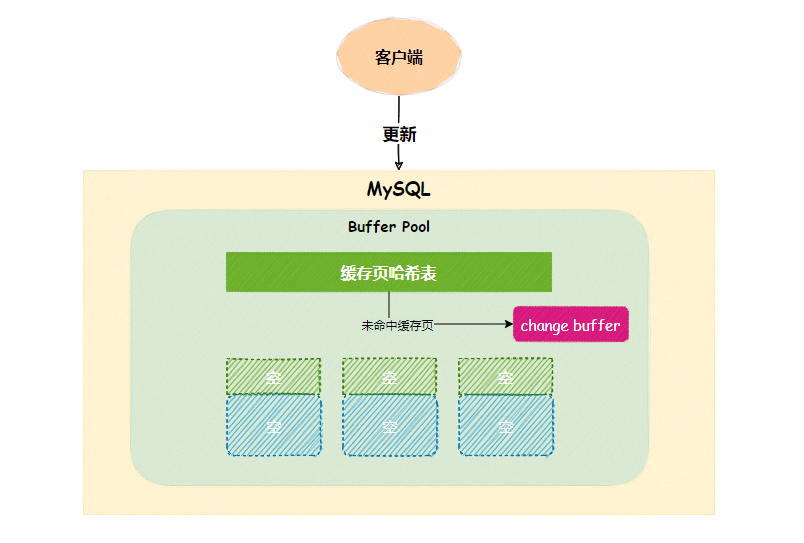 客户端
更新
MySQL
Buffer Pool
缓存页哈希表
未命中缓存页
change buffer
空 空 空
空 空 空